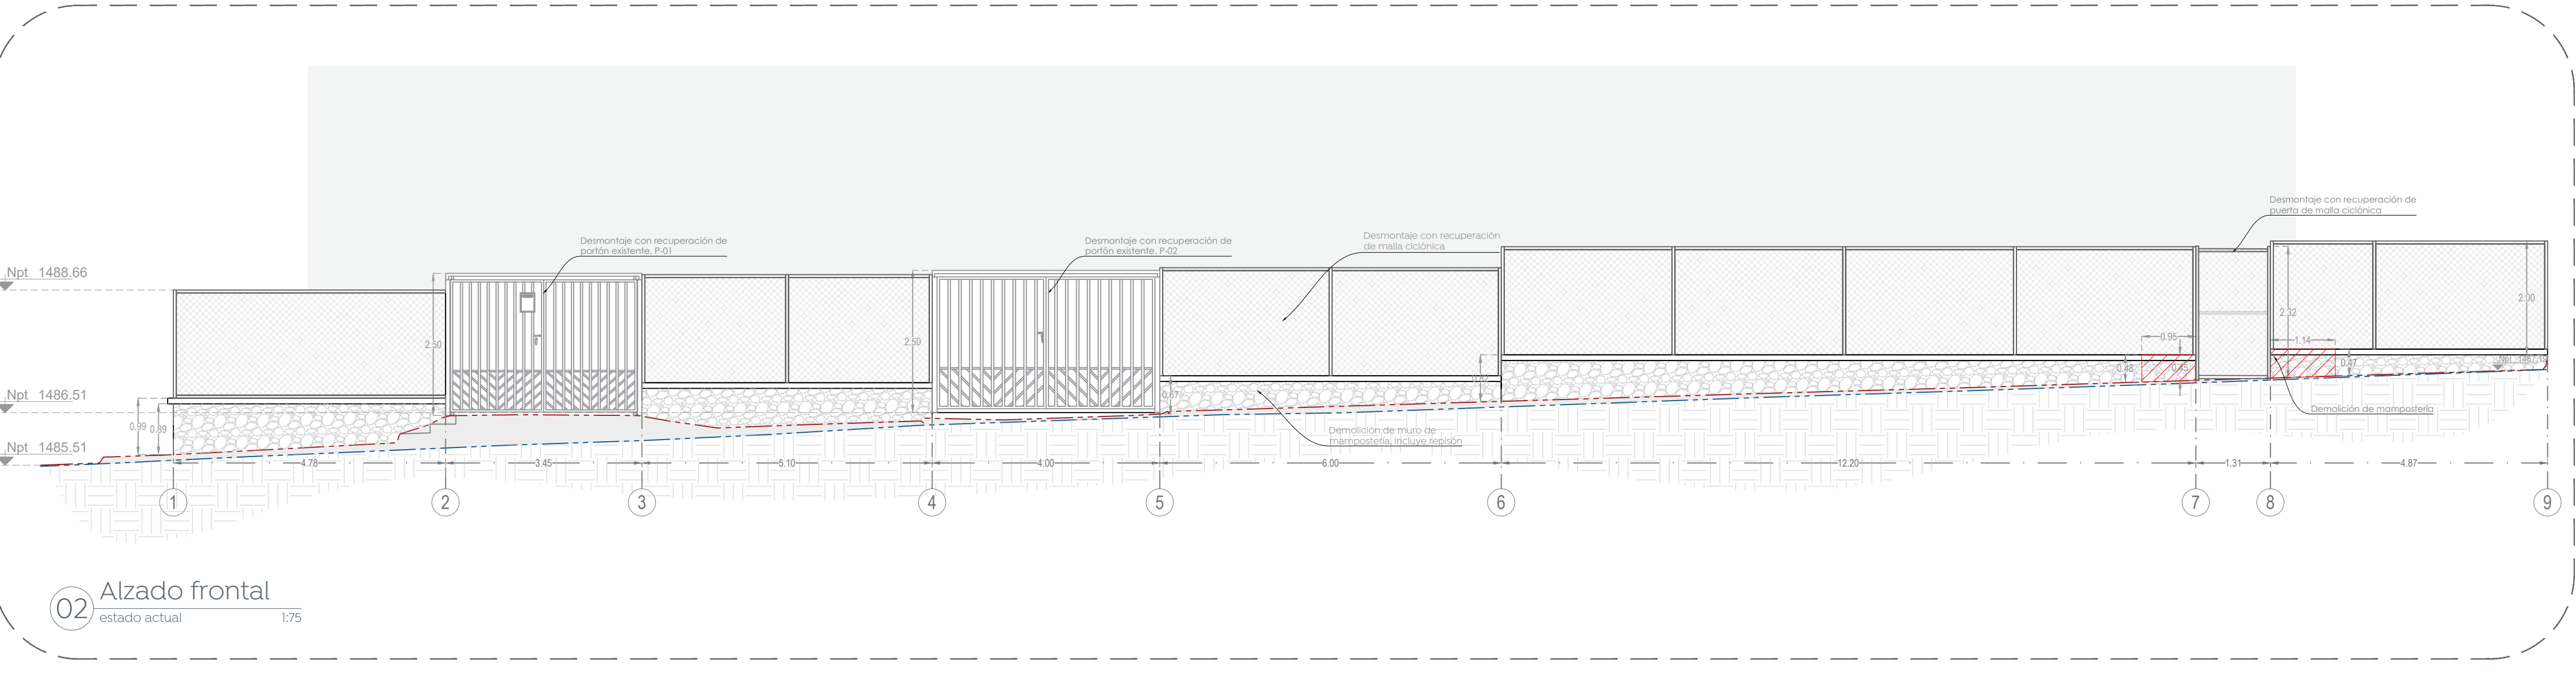 Desmontaje con recuperación de
puerta de malla ciclónica
Desmontaje con recuperación
de malla ciclónica
Desmontaje con recuperación de
portón existente. P-01
Desmontaje con recuperación de
portón existente. P-02
Npt 1488.66
2.50
2.50
2.00
2.32
0.95
1.14
0.48
0.45
0.47
Npt 1486.51
0.67
0.99
0.89
Demolición de mampostería
Demolición de muro de
mampostería, incluye repisón
Npt 1485.51
4.78
3.45
5.10
4.00
6.00
12.20
1.31
4.87
1
2
3
4
5
6
7
8
9
02
Alzado frontal
estado actual
1:75